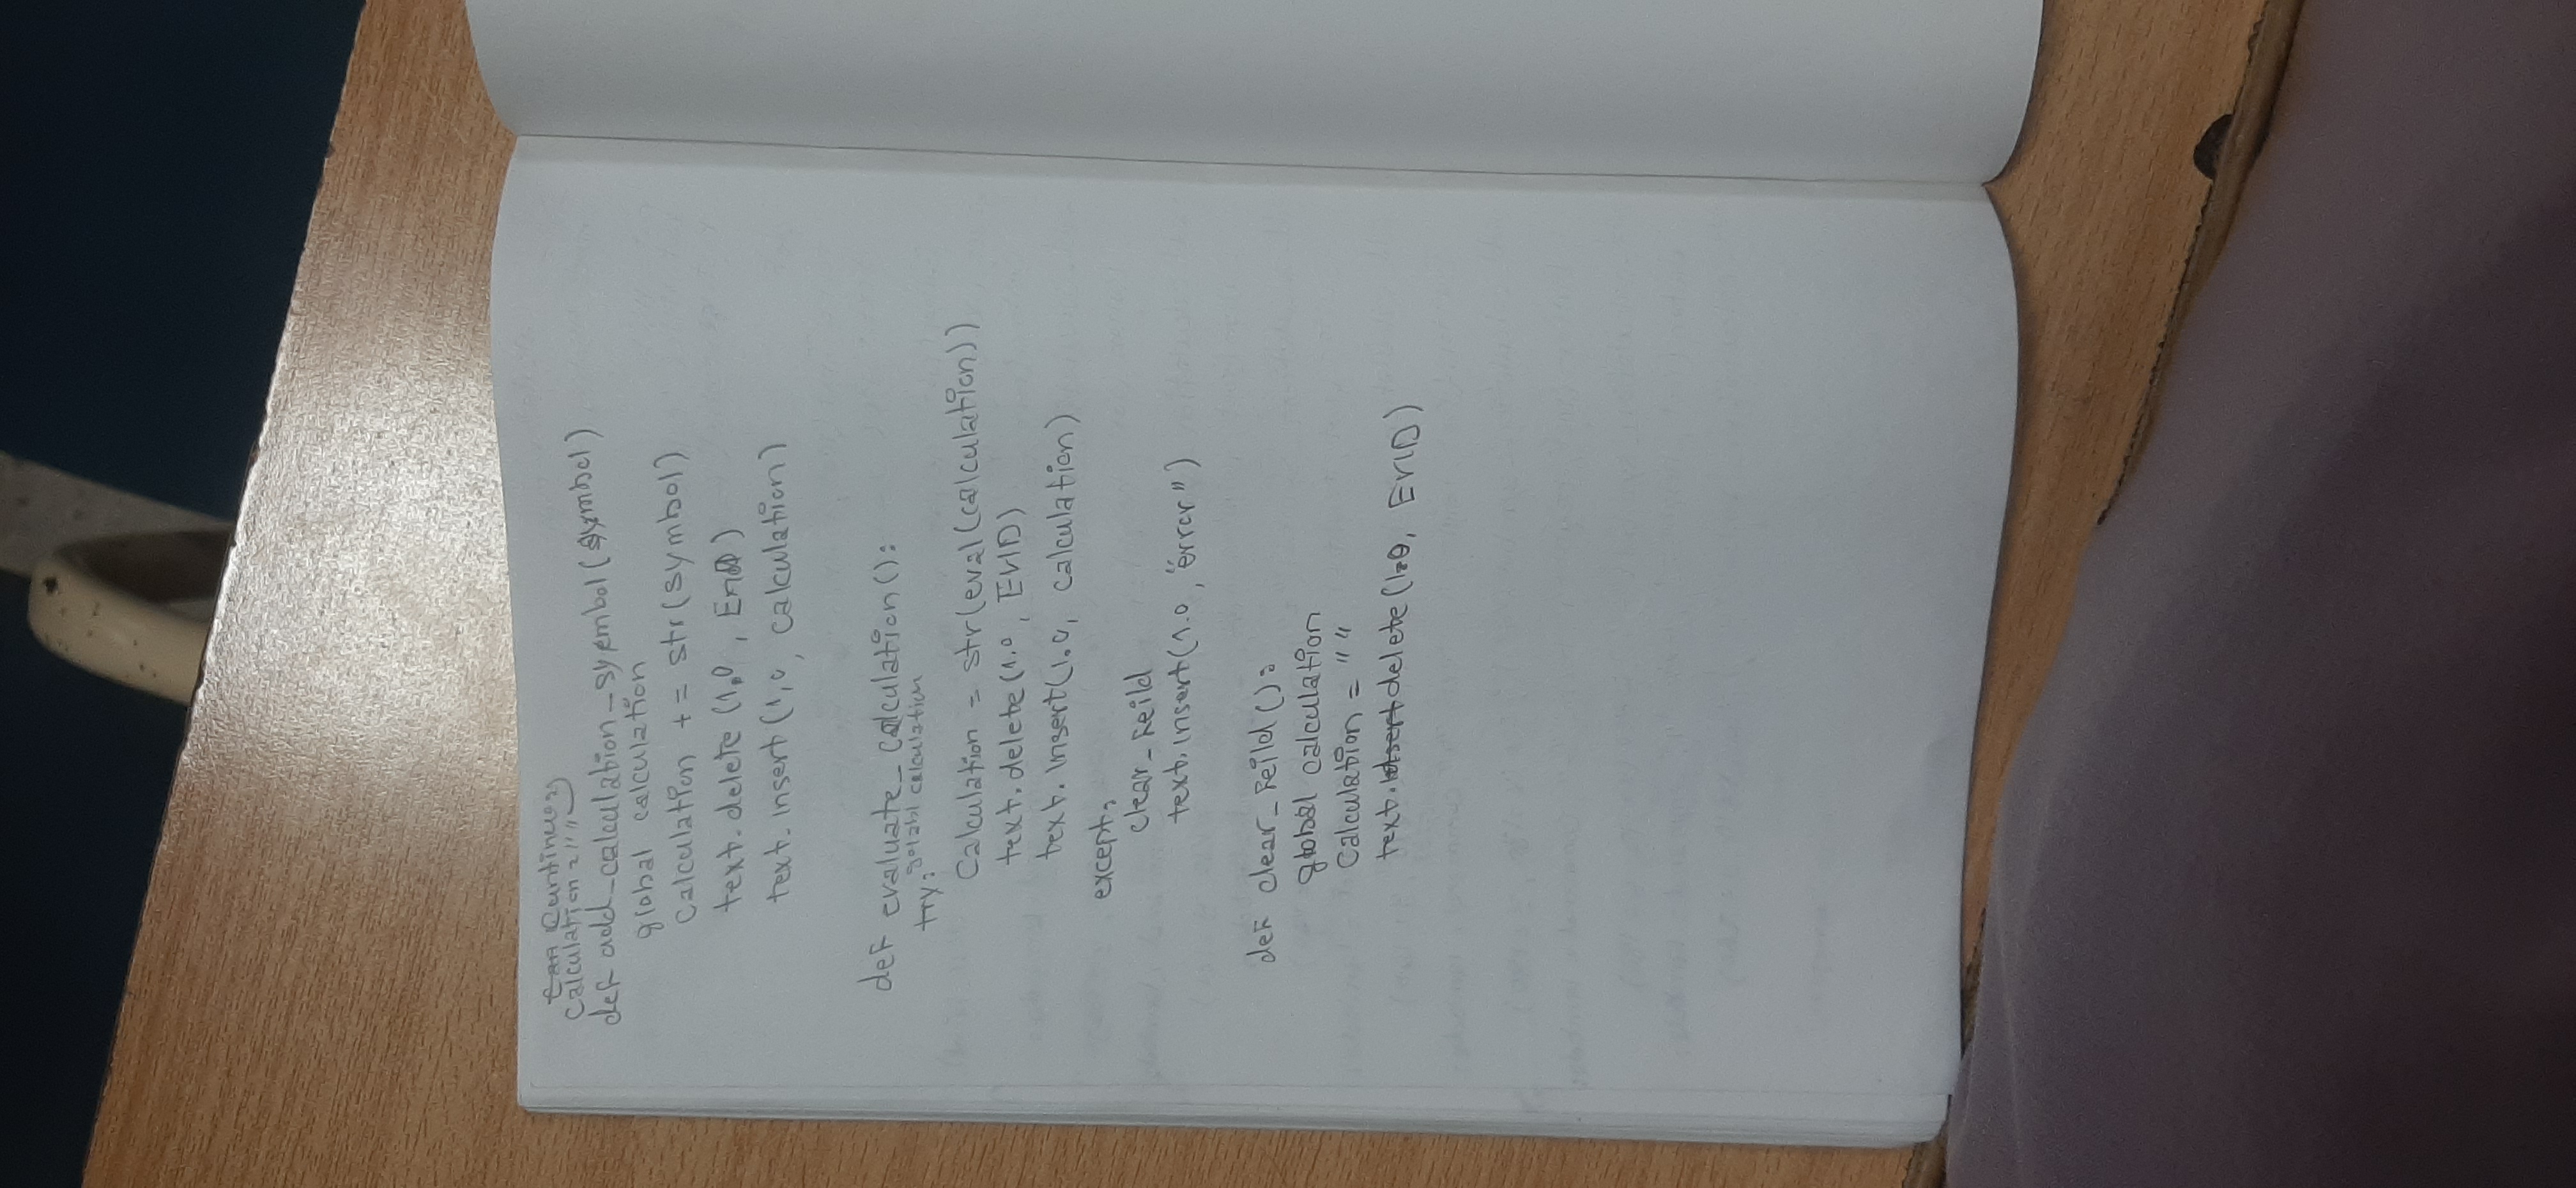 Continue
Calculation = " "
def add_calculation_symbol(symbol)
global calculation
Calculation += str(symbol)
text.delete (1.0, End)
text.insert (1,0, calculation)
def evaluate_calculation():
try: golabl calculation
Calculation = str(eval(calculation))
text.delete (1.0, END)
text.insert(1.0, calculation)
except:
clear_feild
text.insert(1.0, "error")
def clear_feild():
global calculation
Calculation = " "
text.delete (1.0, END)